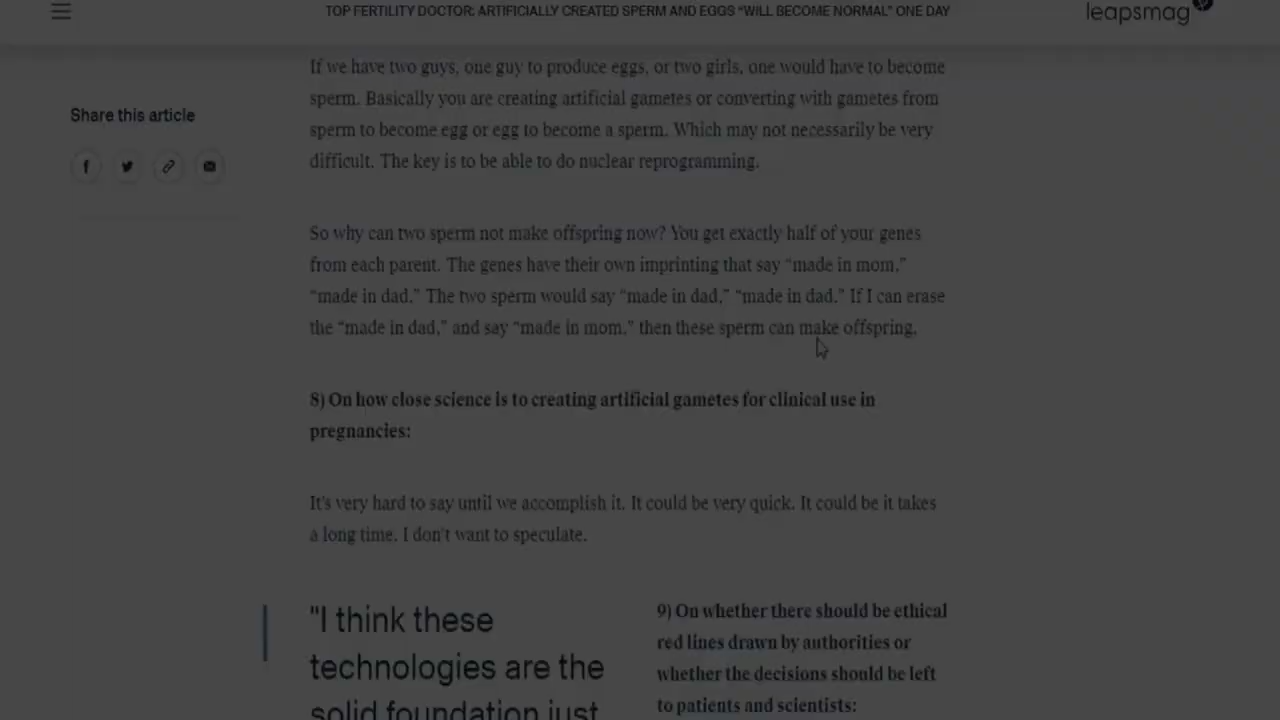 TOP FERTILITY DOCTOR: ARTIFICIALLY CREATED SPERM AND EGGS “WILL BECOME NORMAL” ONE DAY
leapsmag
If we have two guys, one guy to produce eggs, or two girls, one would have to become
sperm. Basically you are creating artificial gametes or converting with gametes from
sperm to become egg or egg to become a sperm. Which may not necessarily be very
difficult. The key is to be able to do nuclear reprogramming.
Share this article
So why can two sperm not make offspring now? You get exactly half of your genes
from each parent. The genes have their own imprinting that say “made in mom,”
“made in dad.” The two sperm would say “made in dad,” “made in dad.” If I can erase
the “made in dad,” and say “made in mom,” then these sperm can make offspring.
8) On how close science is to creating artificial gametes for clinical use in
pregnancies:
It's very hard to say until we accomplish it. It could be very quick. It could be it takes
a long time. I don't want to speculate.
"I think these
technologies are the
solid foundation just
9) On whether there should be ethical
red lines drawn by authorities or
whether the decisions should be left
to patients and scientists: